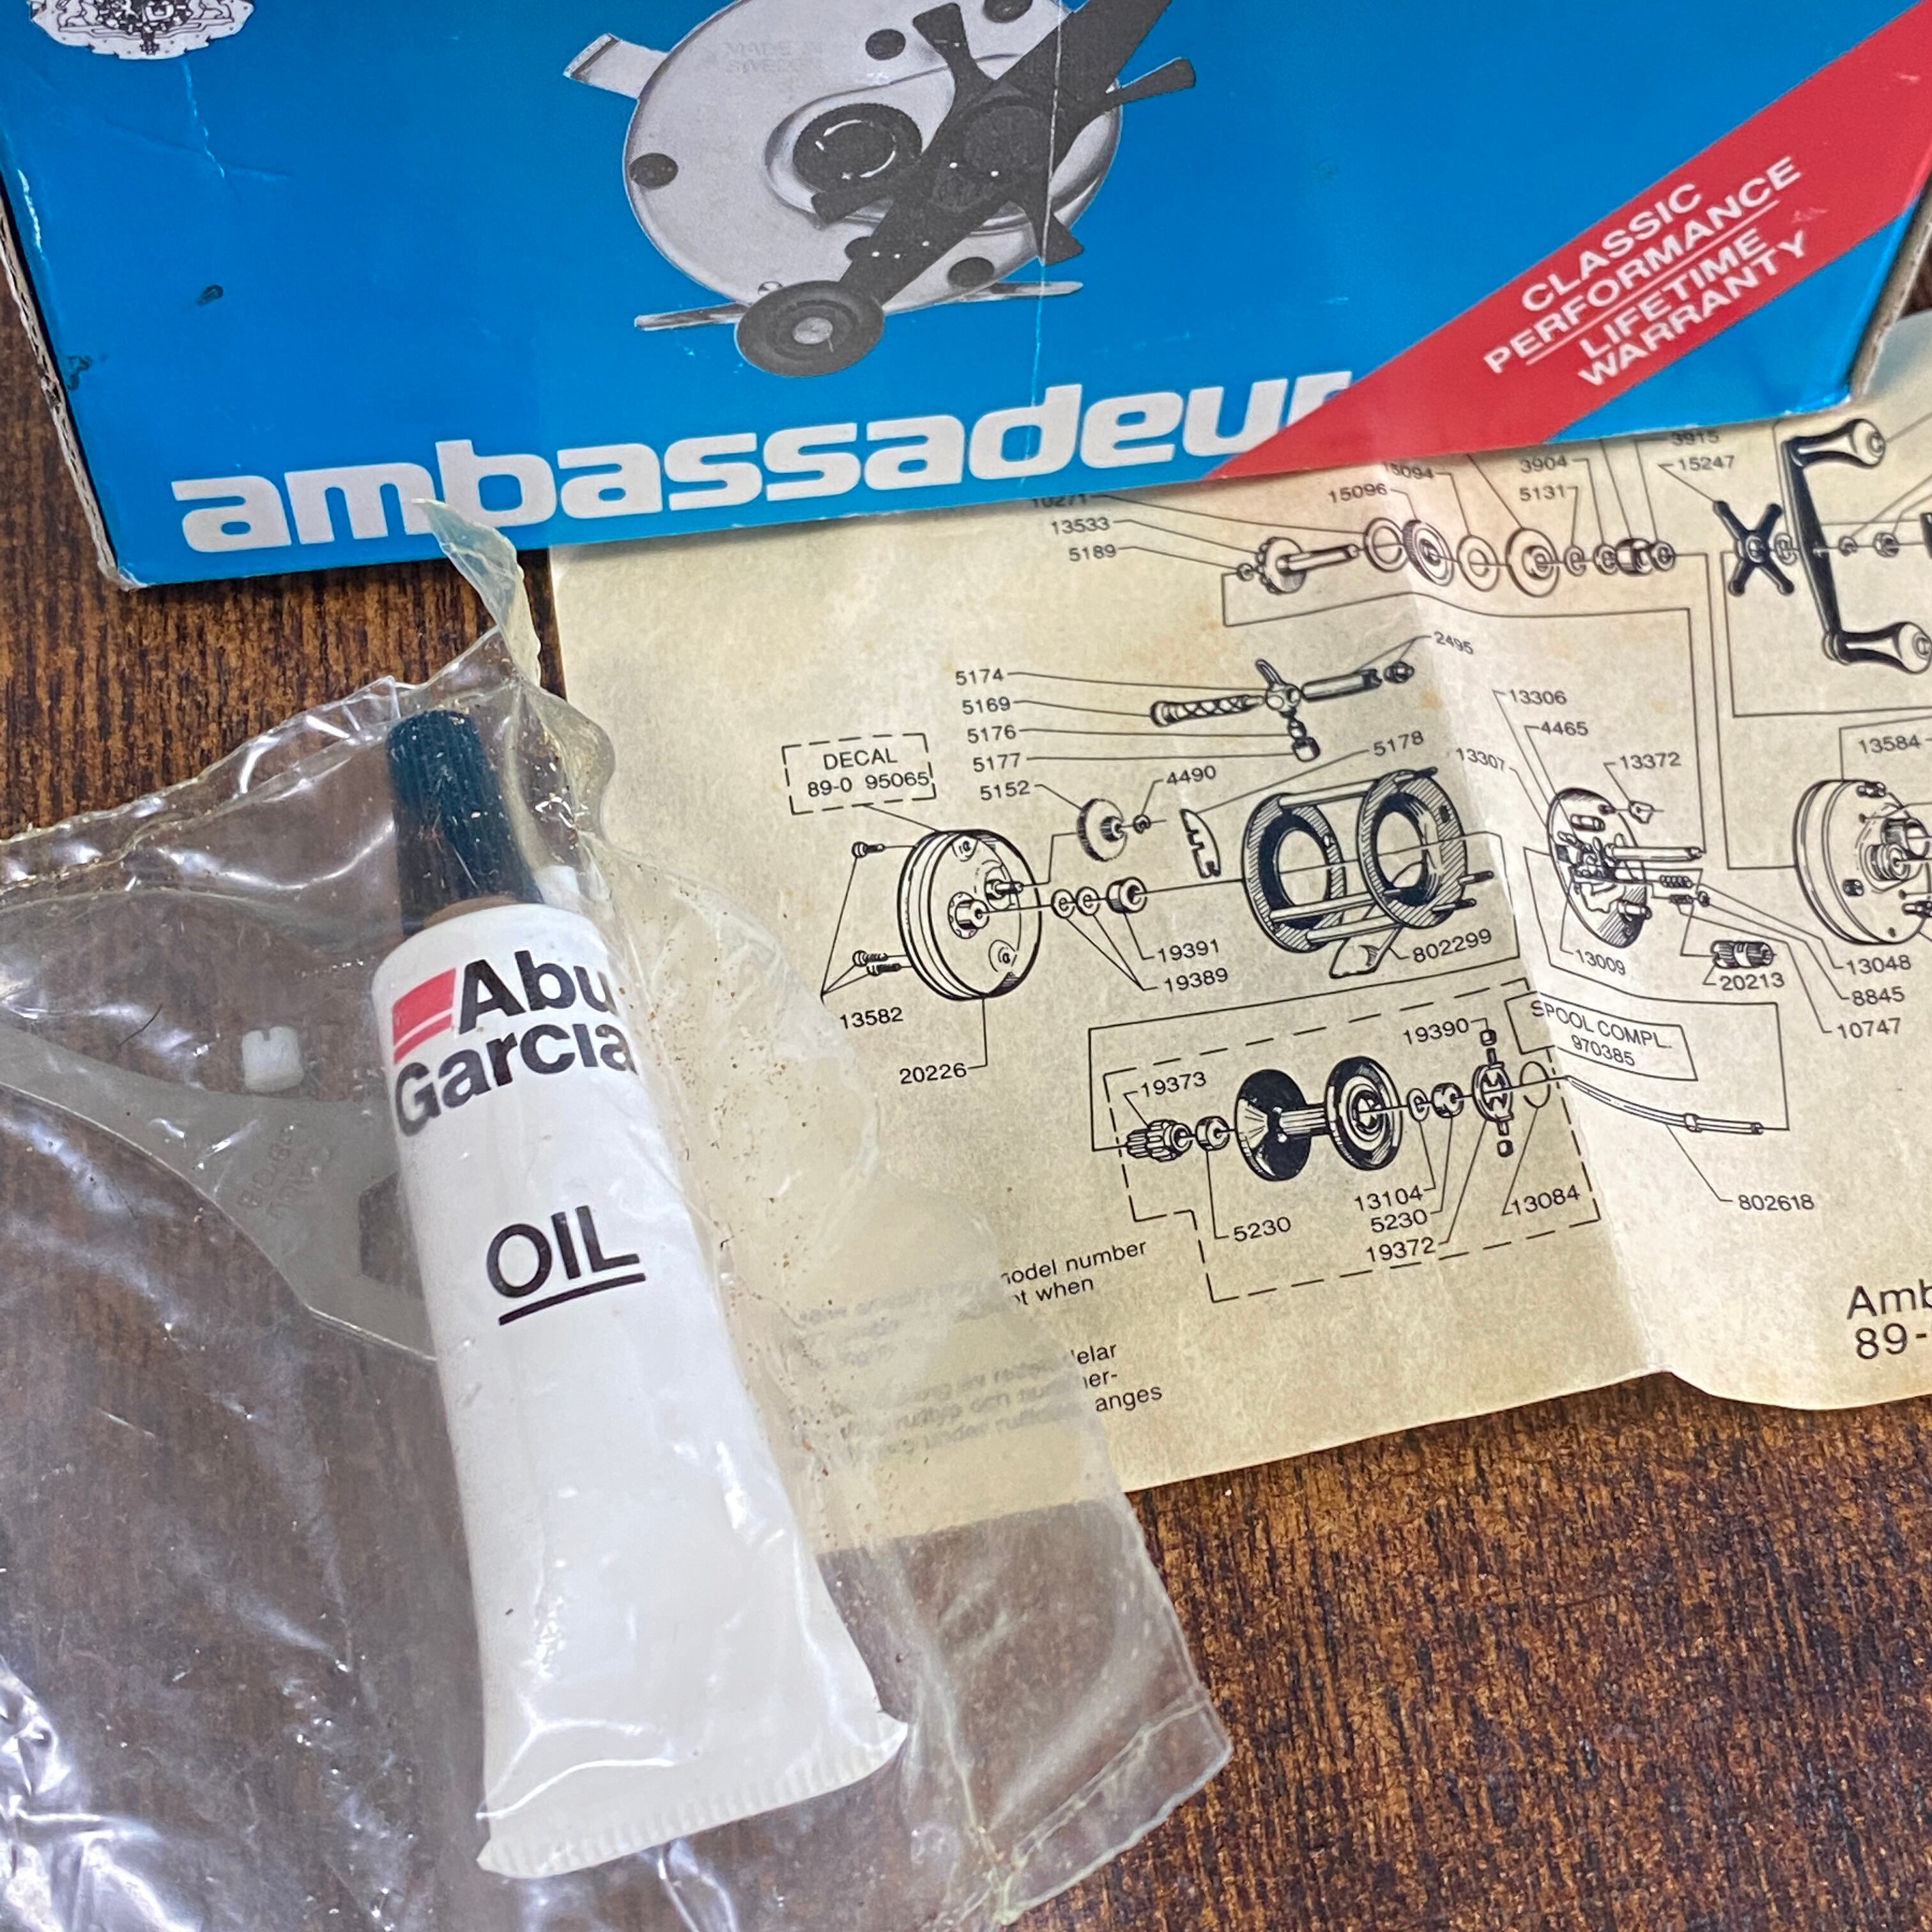 MADE IN
SWEDEN
CLASSIC
PERFORMANCE
LIFETIME
WARRANTY
ambassadeur
3915
15247
3904
5131
15094
15096
10271
13533
5189
2495
5174
5169
5176
5177
5152
5178
4490
DECAL
89-0 95065
13306
4465
13307
13372
13584
19391
19389
802299
13582
20226
13009
20213
13048
8845
10747
SPOOL COMPL.
970385
19390
19373
5230
13104
5230
19372
13084
802618
model number
when
anges
Amb
89-
Abu
Garcia
OIL